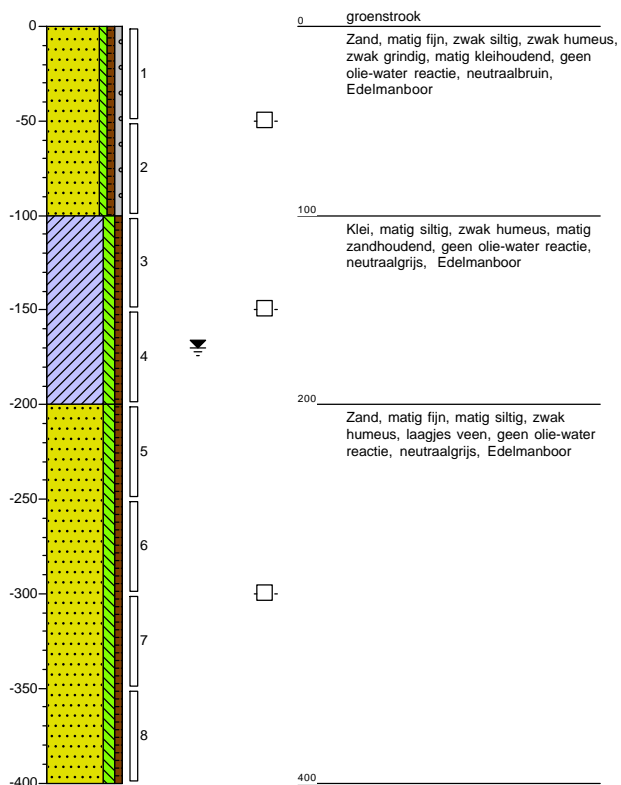 0
-50
-100
-150
-200
-250
-300
-350
-400
1
2
3
4
5
6
7
8
0
groenstrook
Zand, matig fijn, zwak siltig, zwak humeus,
zwak grindig, matig kleihoudend, geen
olie-water reactie, neutraalbruin,
Edelmanboor
100
Klei, matig siltig, zwak humeus, matig
zandhoudend, geen olie-water reactie,
neutraalgrijs, Edelmanboor
200
Zand, matig fijn, matig siltig, zwak
humeus, laagjes veen, geen olie-water
reactie, neutraalgrijs, Edelmanboor
400